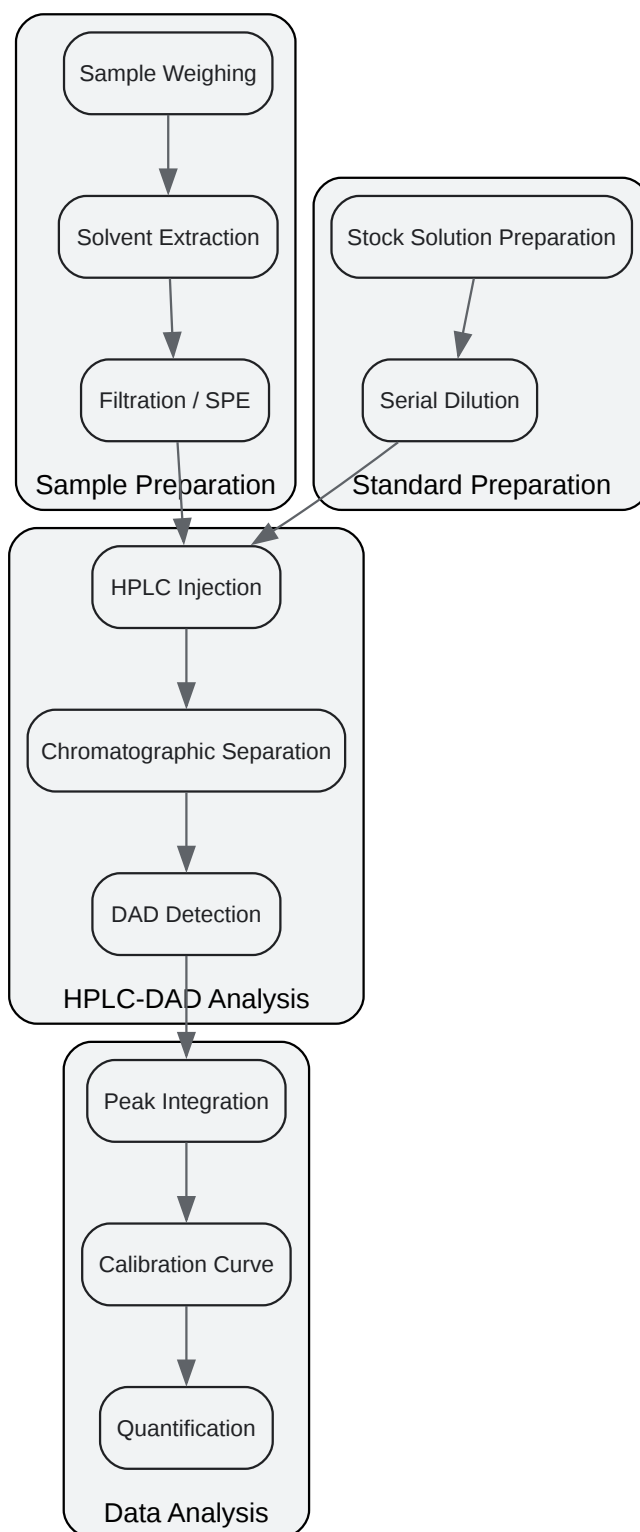 Sample Weighing
Solvent Extraction
Stock Solution Preparation
Filtration / SPE
Serial Dilution
Sample Preparation
Standard Preparation
HPLC Injection
Chromatographic Separation
DAD Detection
HPLC-DAD Analysis
Peak Integration
Calibration Curve
Quantification
Data Analysis